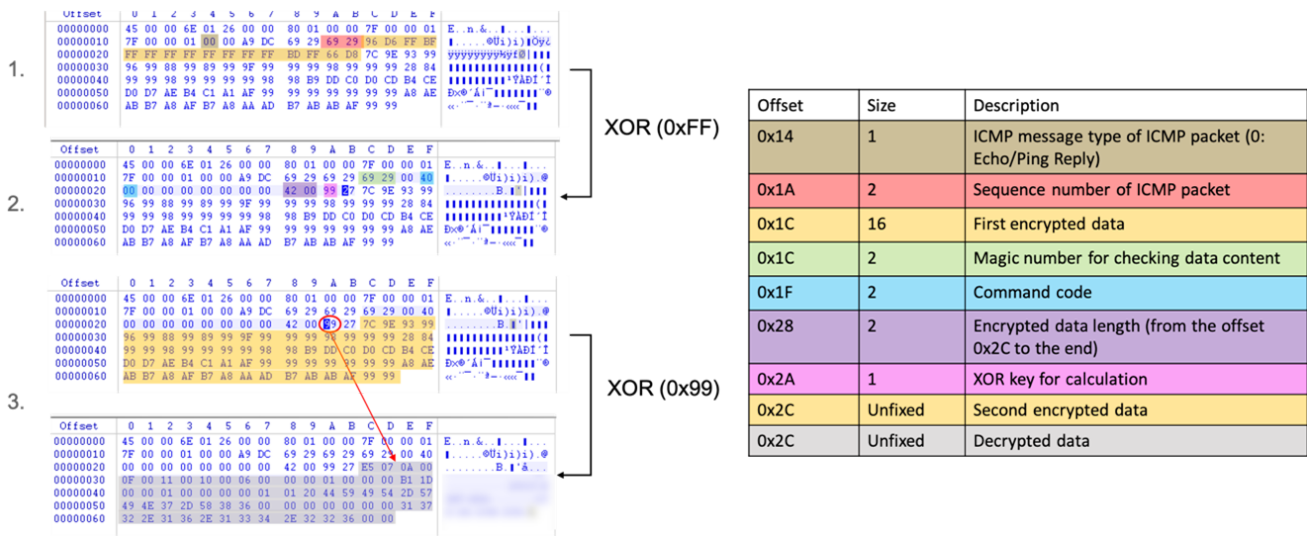 Offset 0 1 2 3 4 5 6 7 8 9 A B C D E F
00000000 45 00 00 6E 01 26 00 00 80 01 00 00 7F 00 00 01
00000010 7F 00 00 01 00 00 A9 DC 69 29 69 29 96 D6 FF BF
00000020 FF FF FF FF FF FF FF FF BD FF 66 D8 7C 9E 93 99
00000030 96 99 88 99 89 99 9F 99 99 99 98 99 99 99 28 84
00000040 99 99 98 99 99 99 99 98 98 B9 DD C0 D0 CD B4 CE
00000050 D0 D7 AE B4 C1 A1 AF 99 99 99 99 99 99 99 A8 AE
00000060 AB B7 A8 AF B7 A8 AA AD B7 AB AB AF 99 99
1.
XOR (0xFF)
Offset 0 1 2 3 4 5 6 7 8 9 A B C D E F
00000000 45 00 00 6E 01 26 00 00 80 01 00 00 7F 00 00 01
00000010 7F 00 00 01 00 00 A9 DC 69 29 69 29 69 29 00 40
00000020 00 00 00 00 00 00 00 00 42 00 99 27 7C 9E 93 99
00000030 96 99 88 99 89 99 9F 99 99 99 98 99 99 99 28 84
00000040 99 99 98 99 99 99 99 98 98 B9 DD C0 D0 CD B4 CE
00000050 D0 D7 AE B4 C1 A1 AF 99 99 99 99 99 99 99 A8 AE
00000060 AB B7 A8 AF B7 A8 AA AD B7 AB AB AF 99 99
2.
Offset 0 1 2 3 4 5 6 7 8 9 A B C D E F
00000000 45 00 00 6E 01 26 00 00 80 01 00 00 7F 00 00 01
00000010 7F 00 00 01 00 00 A9 DC 69 29 69 29 69 29 00 40
00000020 00 00 00 00 00 00 00 00 42 00 99 27 7C 9E 93 99
00000030 96 99 88 99 89 99 9F 99 99 99 98 99 99 99 28 84
00000040 99 99 98 99 99 99 99 98 98 B9 DD C0 D0 CD B4 CE
00000050 D0 D7 AE B4 C1 A1 AF 99 99 99 99 99 99 99 A8 AE
00000060 AB B7 A8 AF B7 A8 AA AD B7 AB AB AF 99 99
3.
XOR (0x99)
Offset 0 1 2 3 4 5 6 7 8 9 A B C D E F
00000000 45 00 00 6E 01 26 00 00 80 01 00 00 7F 00 00 01
00000010 7F 00 00 01 00 00 A9 DC 69 29 69 29 69 29 00 40
00000020 00 00 00 00 00 00 00 00 42 00 99 27 E5 07 0A 00
00000030 0F 00 11 00 10 00 06 00 00 00 01 00 00 00 B1 1D
00000040 00 00 01 00 00 00 00 01 01 20 44 59 49 54 2D 57
00000050 49 4E 37 2D 58 38 36 00 00 00 00 00 00 00 31 37
00000060 32 2E 31 36 2E 31 33 34 2E 32 32 36 00 00
Offset Size Description
0x14 1 ICMP message type of ICMP packet (0:
Echo/Ping Reply)
0x1A 2 Sequence number of ICMP packet
0x1C 16 First encrypted data
0x1C 2 Magic number for checking data content
0x1F 2 Command code
0x28 2 Encrypted data length (from the offset
0x2C to the end)
0x2A 1 XOR key for calculation
0x2C Unfixed Second encrypted data
0x2C Unfixed Decrypted data